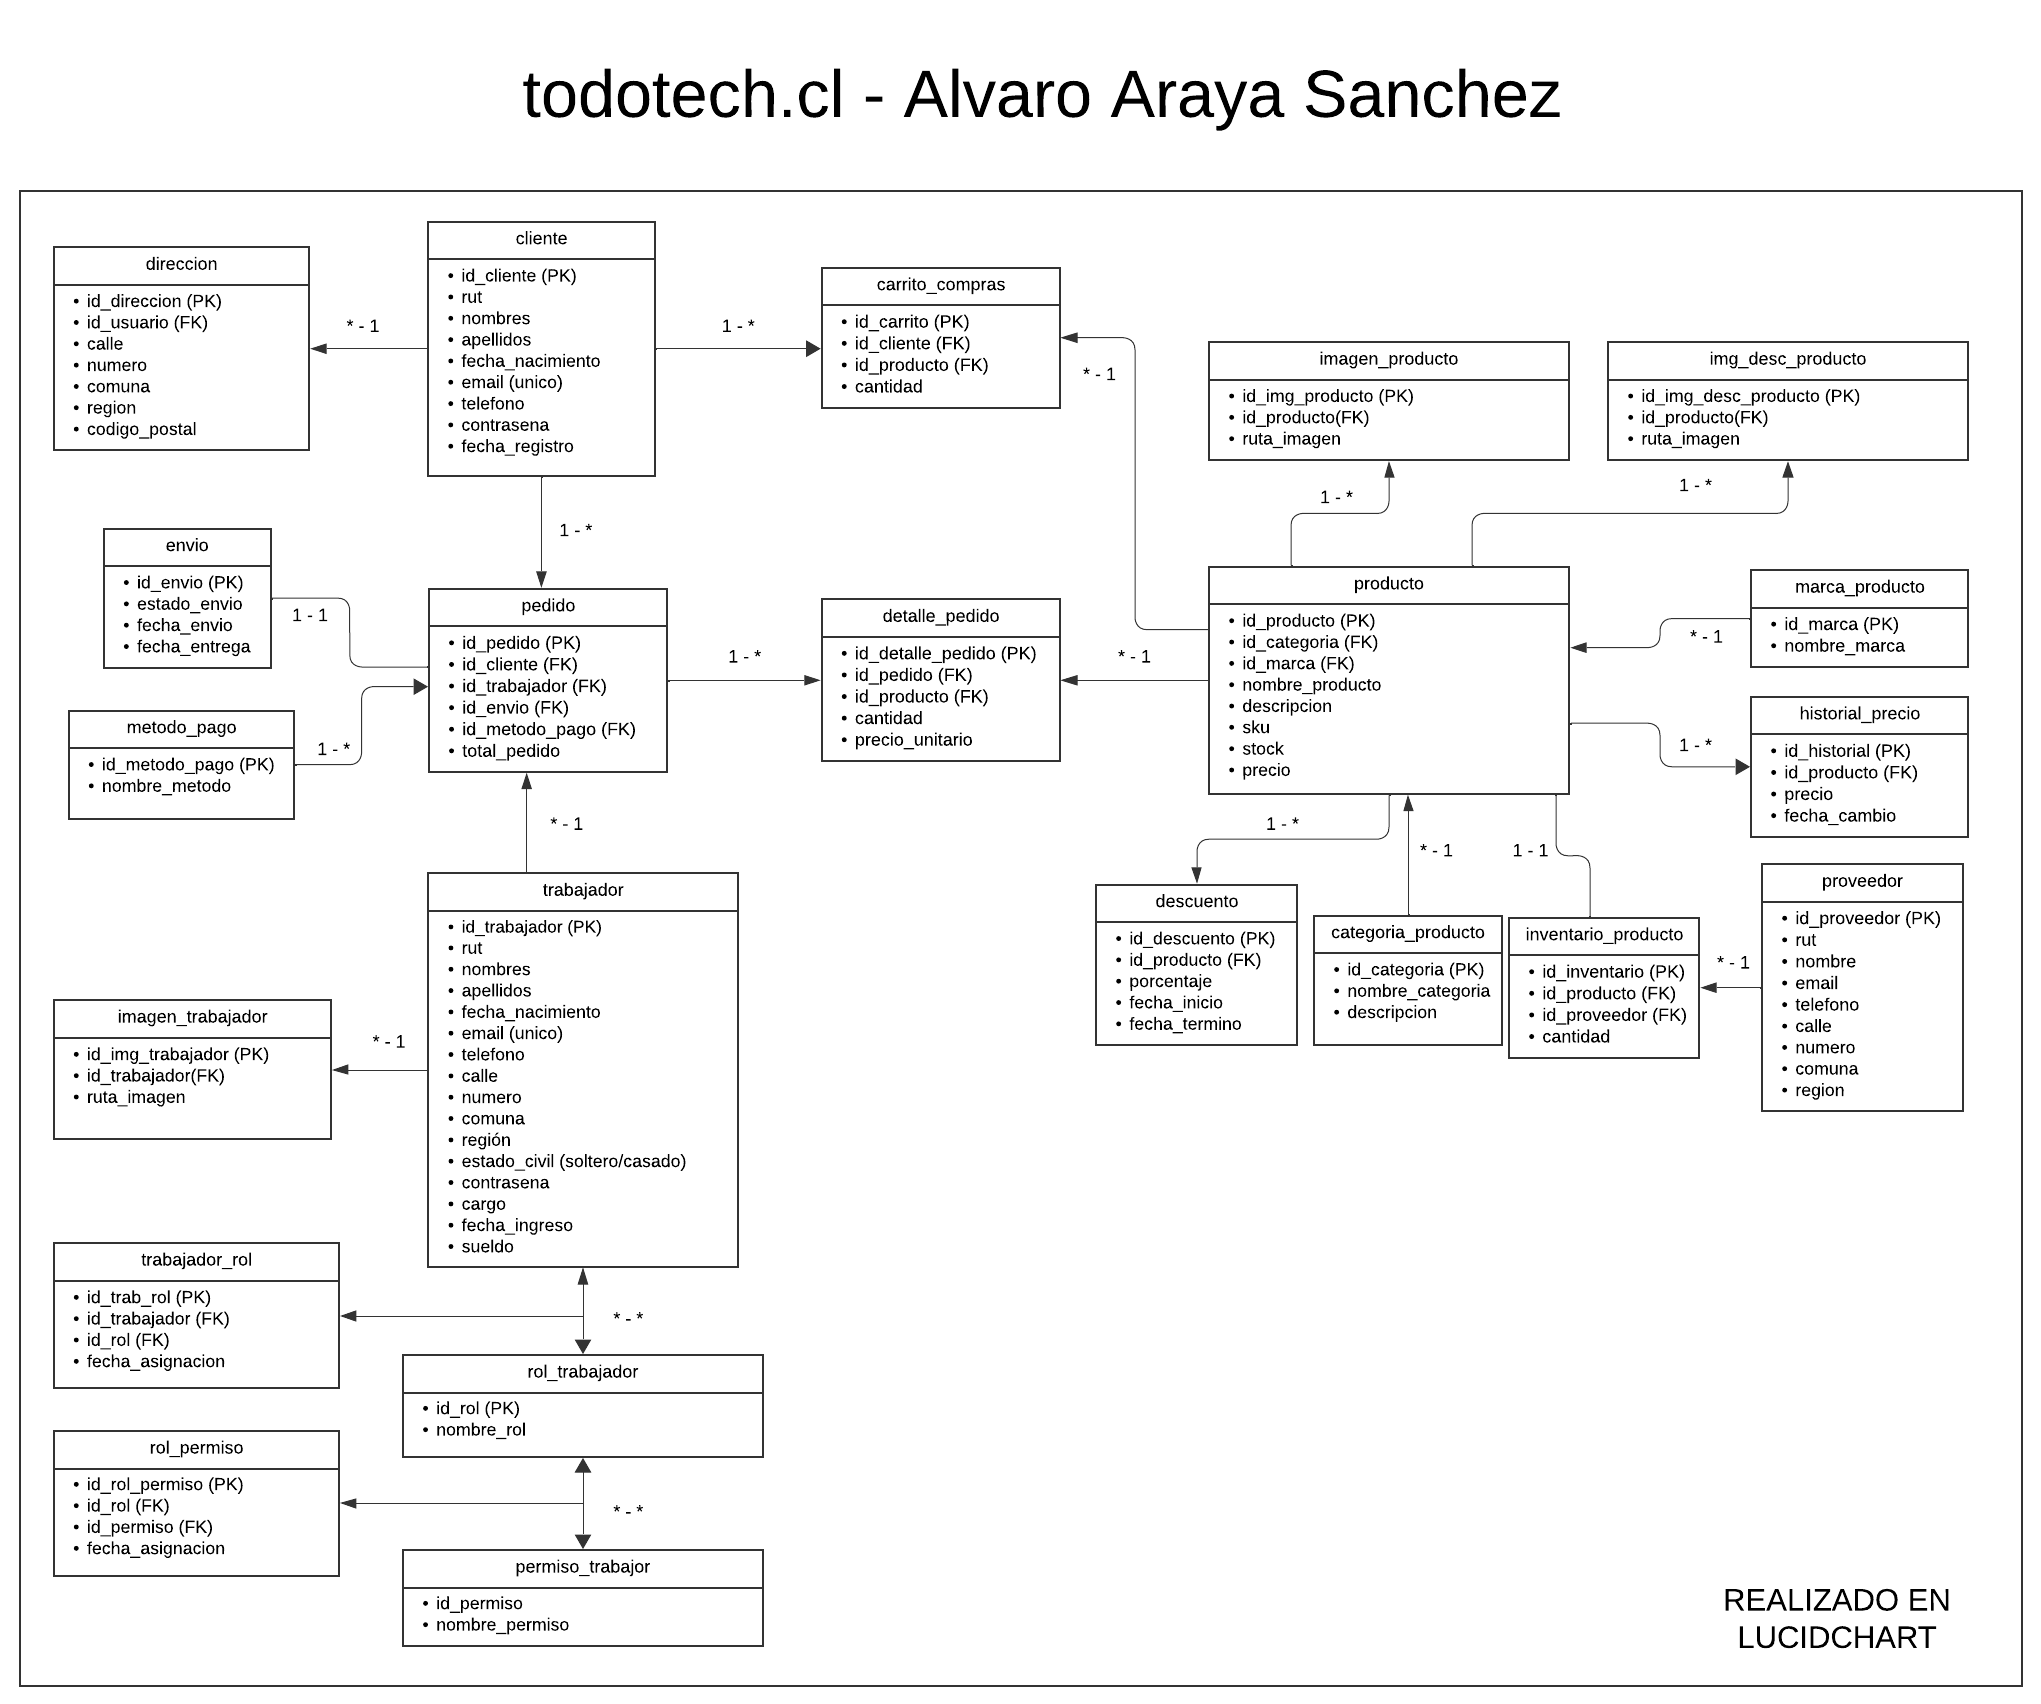 todotech.cl - Alvaro Araya Sanchez
direccion
• id_direccion (PK)
• id_usuario (FK)
• calle
• numero
• comuna
• region
• codigo_postal
* - 1
cliente
• id_cliente (PK)
• rut
• nombres
• apellidos
• fecha_nacimiento
• email (unico)
• telefono
• contrasena
• fecha_registro
1 - *
carrito_compras
• id_carrito (PK)
• id_cliente (FK)
• id_producto (FK)
• cantidad
* - 1
imagen_producto
• id_img_producto (PK)
• id_producto(FK)
• ruta_imagen
1 - *
img_desc_producto
• id_img_desc_producto (PK)
• id_producto(FK)
• ruta_imagen
1 - *
1 - *
envio
• id_envio (PK)
• estado_envio
• fecha_envio
• fecha_entrega
1 - 1
pedido
• id_pedido (PK)
• id_cliente (FK)
• id_trabajador (FK)
• id_envio (FK)
• id_metodo_pago (FK)
• total_pedido
1 - *
detalle_pedido
• id_detalle_pedido (PK)
• id_pedido (FK)
• id_producto (FK)
• cantidad
• precio_unitario
* - 1
producto
• id_producto (PK)
• id_categoria (FK)
• id_marca (FK)
• nombre_producto
• descripcion
• sku
• stock
• precio
* - 1
marca_producto
• id_marca (PK)
• nombre_marca
metodo_pago
• id_metodo_pago (PK)
• nombre_metodo
1 - *
1 - *
historial_precio
• id_historial (PK)
• id_producto (FK)
• precio
• fecha_cambio
* - 1
1 - *
* - 1
1 - 1
descuento
• id_descuento (PK)
• id_producto (FK)
• porcentaje
• fecha_inicio
• fecha_termino
categoria_producto
• id_categoria (PK)
• nombre_categoria
• descripcion
inventario_producto
• id_inventario (PK)
• id_producto (FK)
• id_proveedor (FK)
• cantidad
* - 1
proveedor
• id_proveedor (PK)
• rut
• nombre
• email
• telefono
• calle
• numero
• comuna
• region
trabajador
• id_trabajador (PK)
• rut
• nombres
• apellidos
• fecha_nacimiento
• email (unico)
• telefono
• calle
• numero
• comuna
• región
• estado_civil (soltero/casado)
• contrasena
• cargo
• fecha_ingreso
• sueldo
imagen_trabajador
• id_img_trabajador (PK)
• id_trabajador(FK)
• ruta_imagen
* - 1
trabajador_rol
• id_trab_rol (PK)
• id_trabajador (FK)
• id_rol (FK)
• fecha_asignacion
* - *
rol_trabajador
• id_rol (PK)
• nombre_rol
rol_permiso
• id_rol_permiso (PK)
• id_rol (FK)
• id_permiso (FK)
• fecha_asignacion
* - *
permiso_trabajor
• id_permiso
• nombre_permiso
REALIZADO EN
LUCIDCHART